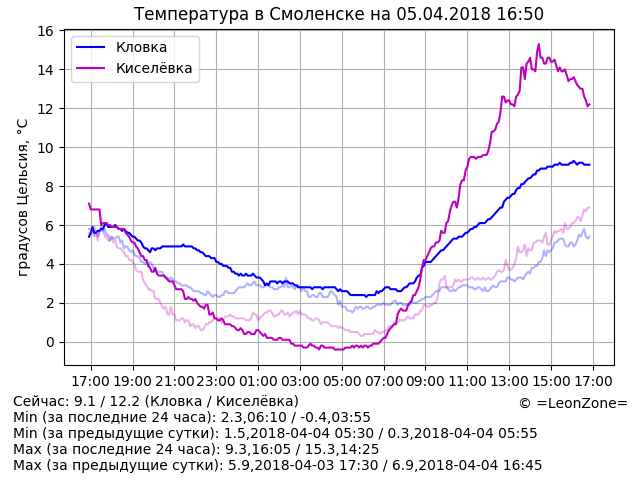 Температура в Смоленске на 05.04.2018 16:50
Кловка
Киселёвка
градусов Цельсия, °C
16
14
12
10
8
6
4
2
0
17:00 19:00 21:00 23:00 01:00 03:00 05:00 07:00 09:00 11:00 13:00 15:00 17:00
Сейчас: 9.1 / 12.2 (Кловка / Киселёвка)
© =LeonZone=
Min (за последние 24 часа): 2.3,06:10 / -0.4,03:55
Min (за предыдущие сутки): 1.5,2018-04-04 05:30 / 0.3,2018-04-04 05:55
Max (за последние 24 часа): 9.3,16:05 / 15.3,14:25
Max (за предыдущие сутки): 5.9,2018-04-03 17:30 / 6.9,2018-04-04 16:45